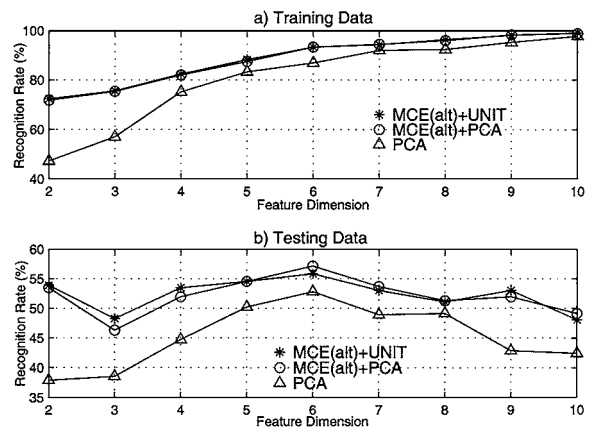 a) Training Data
100
80
60
40
Recognition Rate (%)
MCE(alt)+UNIT
MCE(alt)+PCA
PCA
2 3 4 5 6 7 8 9 10
Feature Dimension
b) Testing Data
60
55
50
45
40
35
Recognition Rate (%)
MCE(alt)+UNIT
MCE(alt)+PCA
PCA
2 3 4 5 6 7 8 9 10
Feature Dimension